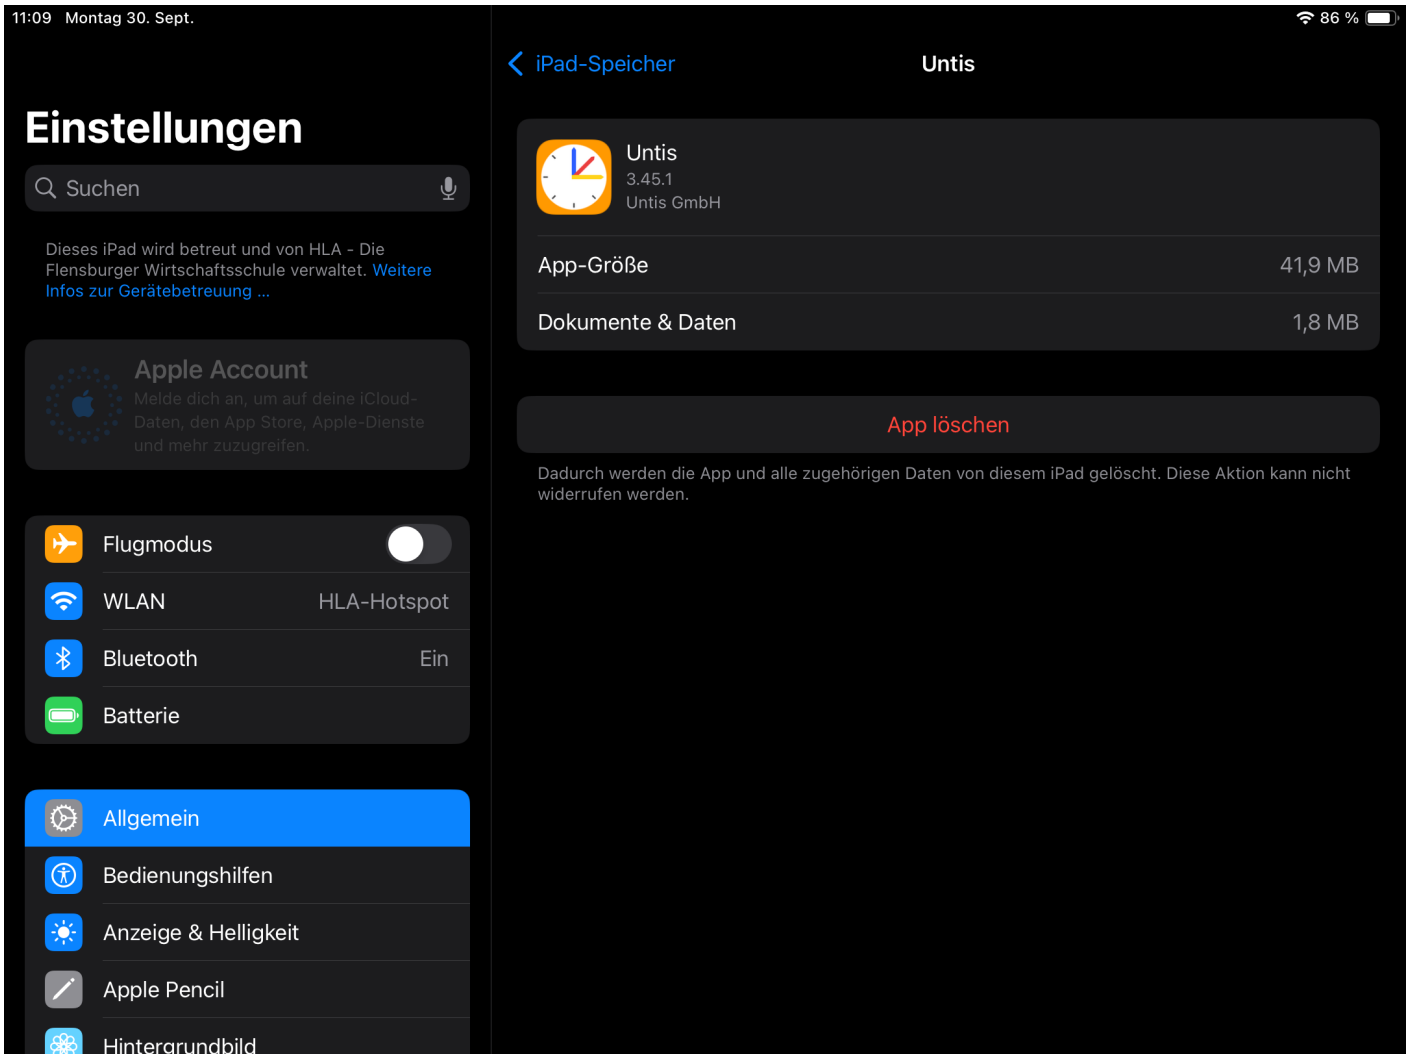 11:09 Montag 30. Sept.
86 %
Einstellungen
Suchen
Dieses iPad wird betreut und von HLA - Die
Flensburger Wirtschaftsschule verwaltet. Weitere
Infos zur Gerätebetreuung ...
Apple Account
Melde dich an, um auf deine iCloud-
Daten, den App Store, Apple-Dienste
und mehr zuzugreifen.
Flugmodus
WLAN HLA-Hotspot
Bluetooth Ein
Batterie
Allgemein
Bedienungshilfen
Anzeige & Helligkeit
Apple Pencil
Hintergrundbild
iPad-Speicher
Untis
Untis
3.45.1
Untis GmbH
App-Größe 41,9 MB
Dokumente & Daten 1,8 MB
App löschen
Dadurch werden die App und alle zugehörigen Daten von diesem iPad gelöscht. Diese Aktion kann nicht
widerrufen werden.